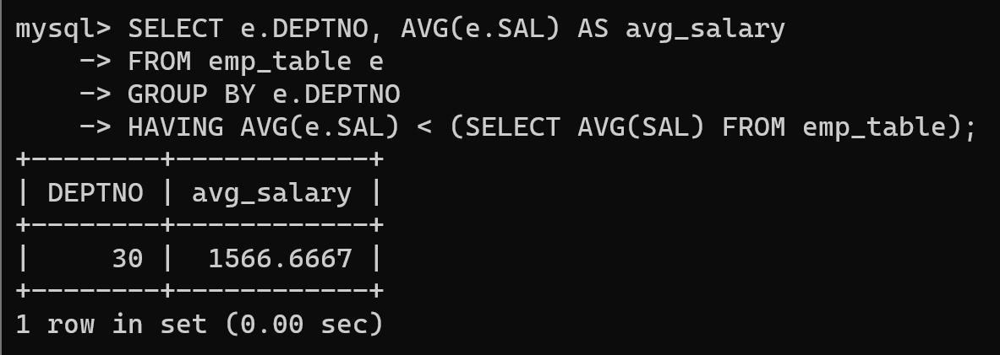 mysql> SELECT e.DEPTNO, AVG(e.SAL) AS avg_salary
    -> FROM emp_table e
    -> GROUP BY e.DEPTNO
    -> HAVING AVG(e.SAL) < (SELECT AVG(SAL) FROM emp_table);
+--------+------------+
| DEPTNO | avg_salary |
+--------+------------+
|     30 |  1566.6667 |
+--------+------------+
1 row in set (0.00 sec)